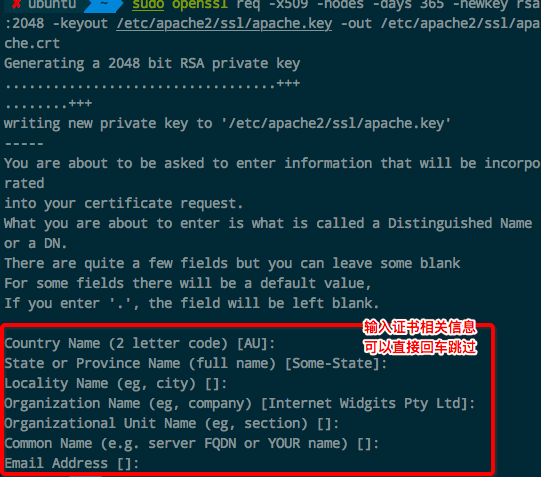 ✘ ubuntu ~ sudo openssl req -x509 -nodes -days 365 -newkey rsa
:2048 -keyout /etc/apache2/ssl/apache.key -out /etc/apache2/ssl/apa
che.crt
Generating a 2048 bit RSA private key
..................................+++
........+++
writing new private key to '/etc/apache2/ssl/apache.key'
-----
You are about to be asked to enter information that will be incorpo
rated
into your certificate request.
What you are about to enter is what is called a Distinguished Name
or a DN.
There are quite a few fields but you can leave some blank
For some fields there will be a default value,
If you enter '.', the field will be left blank.
输入证书相关信息
可以直接回车跳过
Country Name (2 letter code) [AU]:
State or Province Name (full name) [Some-State]:
Locality Name (eg, city) []:
Organization Name (eg, company) [Internet Widgits Pty Ltd]:
Organizational Unit Name (eg, section) []:
Common Name (e.g. server FQDN or YOUR name) []:
Email Address []: